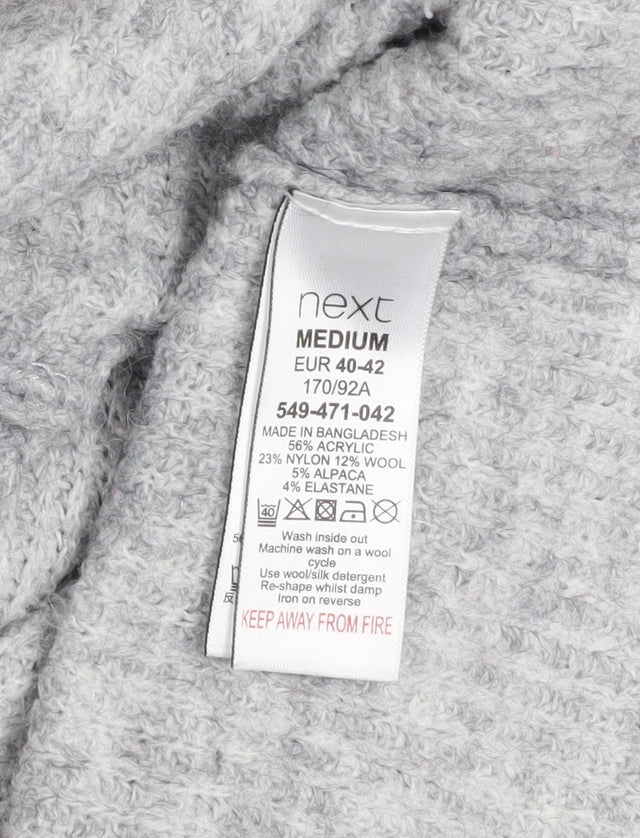 next
MEDIUM
EUR 40-42
170/92A
549-471-042
MADE IN BANGLADESH
56% ACRYLIC
23% NYLON 12% WOOL
5% ALPACA
4% ELASTANE
40
Wash inside out
Machine wash on a wool
cycle
Use wool/silk detergent
Re-shape whilst damp
Iron on reverse
KEEP AWAY FROM FIRE